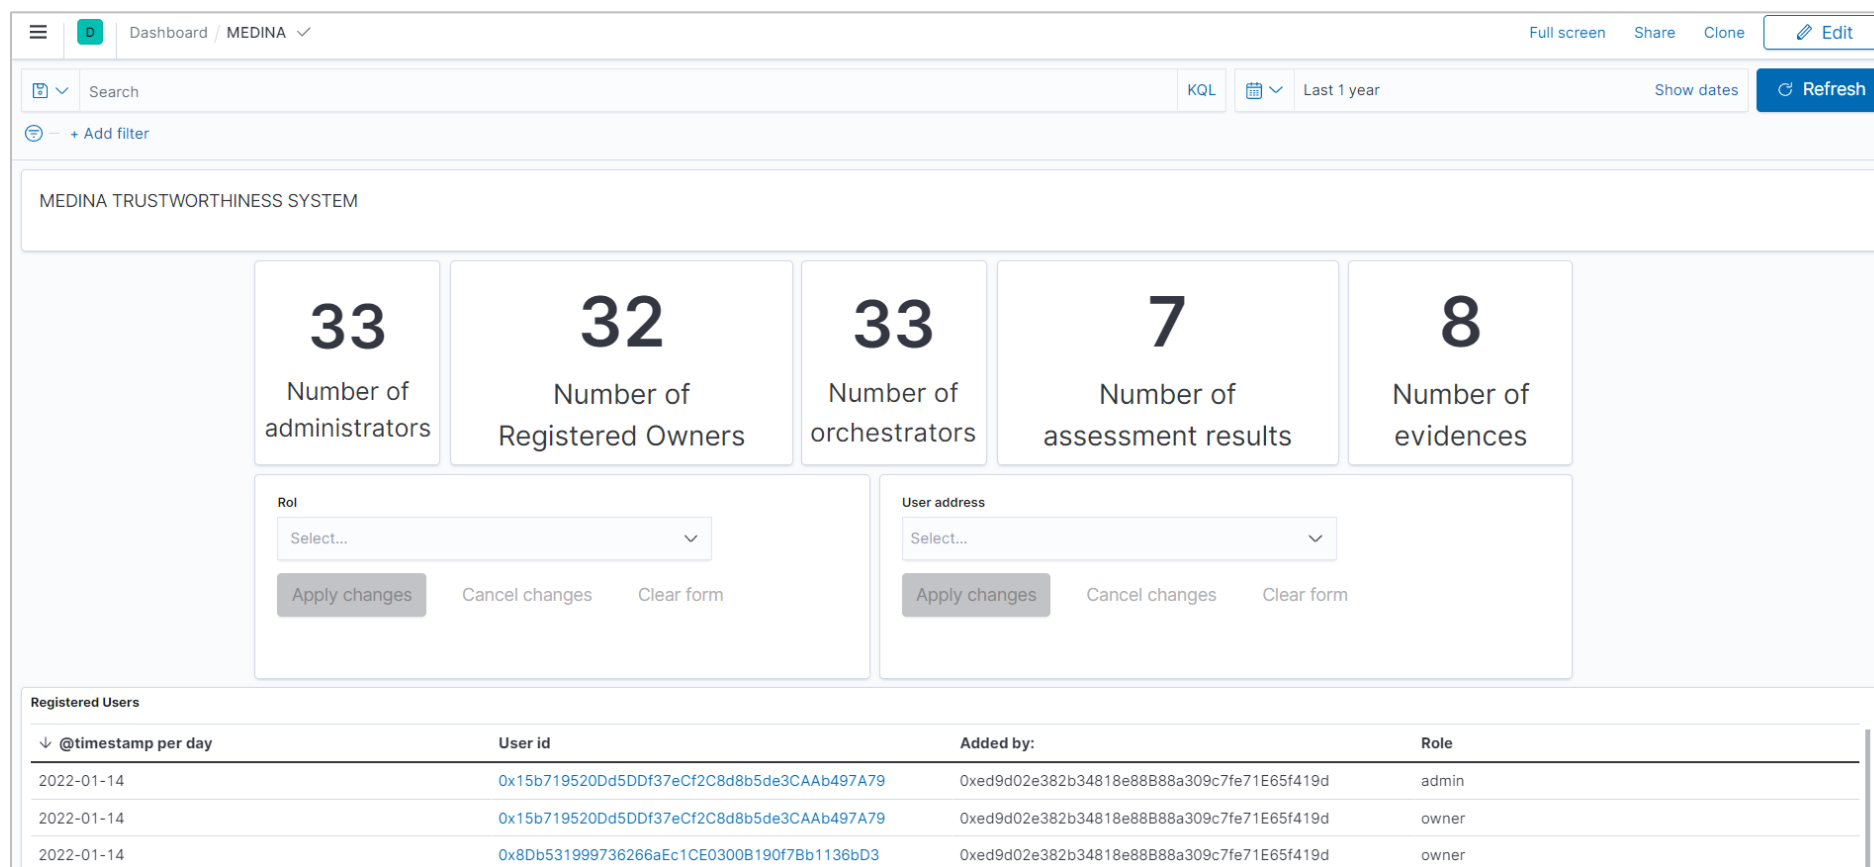 D Dashboard / MEDINA Full screen Share Clone Edit
Search KQL Last 1 year Show dates Refresh
+ Add filter
MEDINA TRUSTWORTHINESS SYSTEM
33 32 33 7 8
Number of Number of Number of Number of Number of
administrators Registered Owners orchestrators assessment results evidences
Rol User address
Select... Select...
Apply changes Cancel changes Clear form Apply changes Cancel changes Clear form
Registered Users
@timestamp per day User id Added by: Role
2022-01-14 0x15b719520Dd5DDf37eCf2C8d8b5de3CAAb497A79 0xed9d02e382b34818e88B88a309c7fe71E65f419d admin
2022-01-14 0x15b719520Dd5DDf37eCf2C8d8b5de3CAAb497A79 0xed9d02e382b34818e88B88a309c7fe71E65f419d owner
2022-01-14 0x8Db531999736266aEc1CE0300B190f7Bb1136bD3 0xed9d02e382b34818e88B88a309c7fe71E65f419d owner